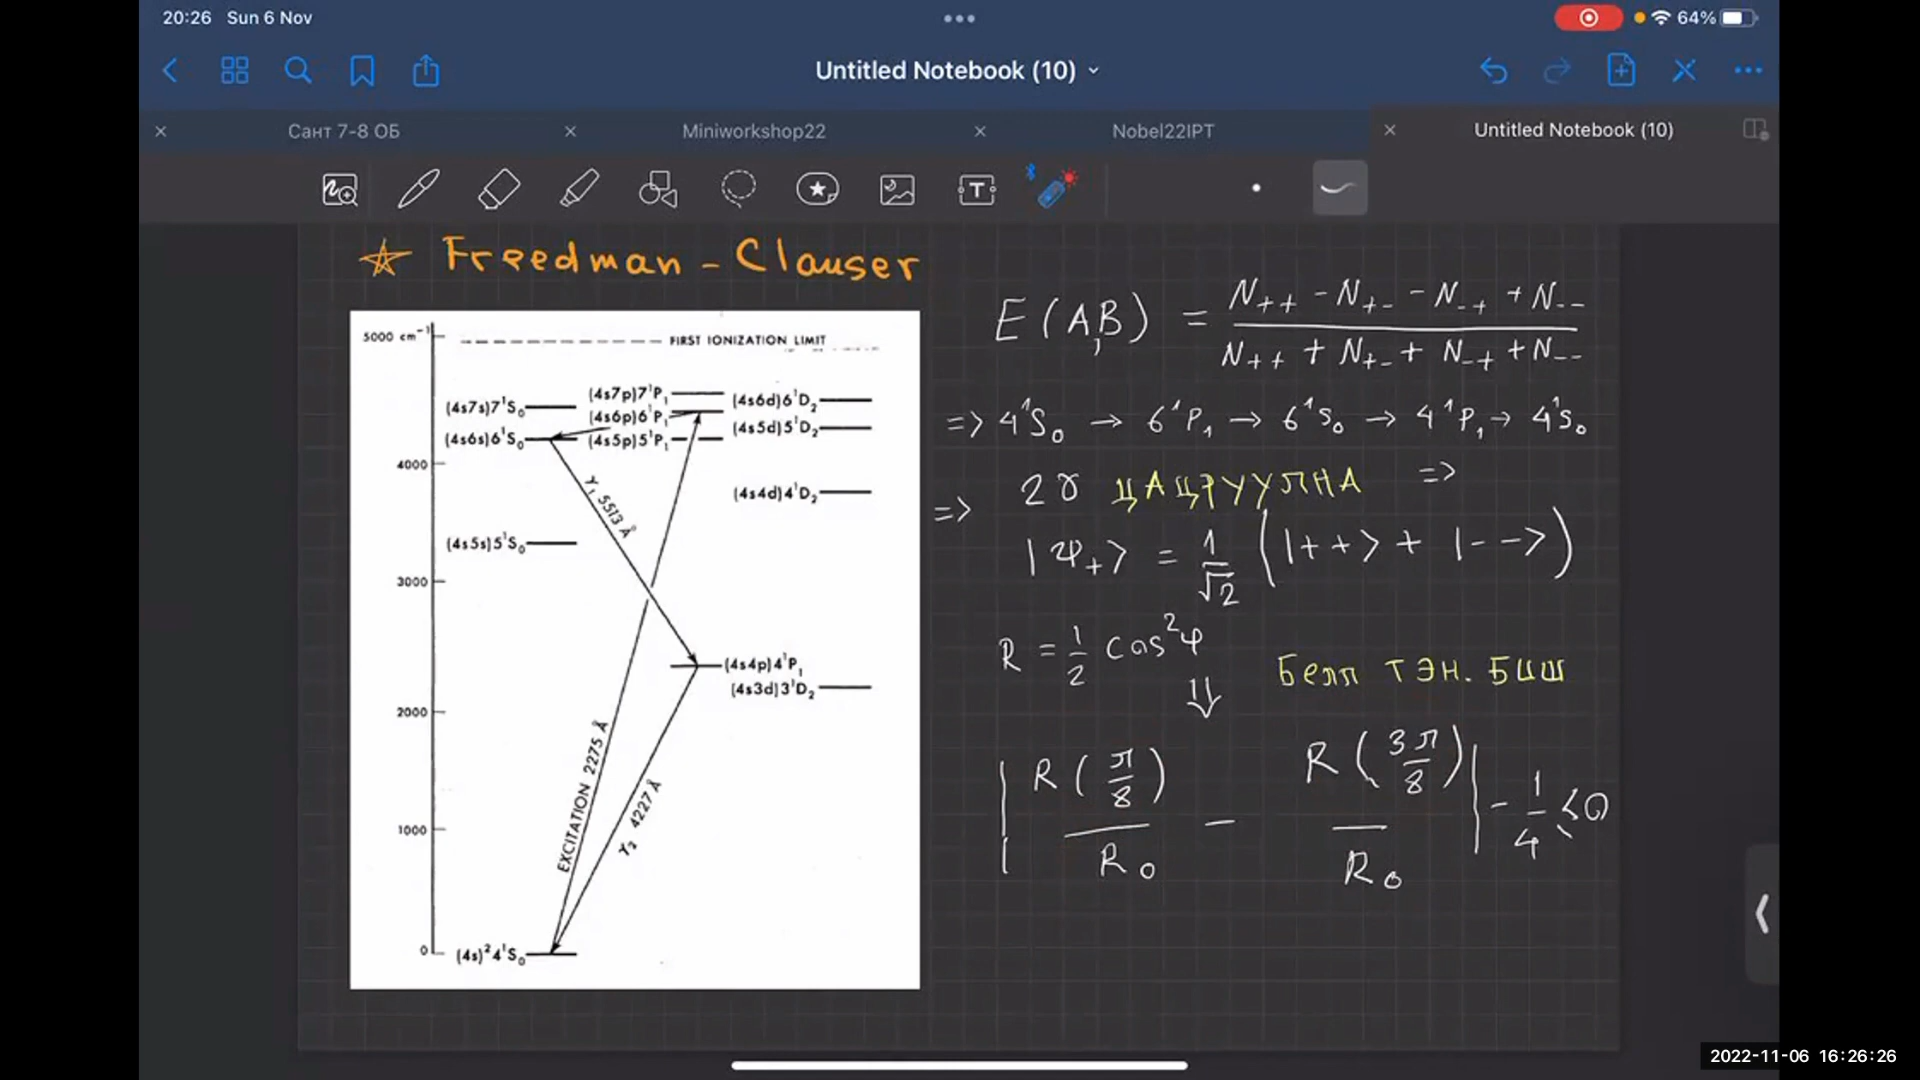 20:26 Sun 6 Nov
64%
Untitled Notebook (10)
Сант 7-8 ОБ
Miniworkshop22
Nobel22IPT
Untitled Notebook (10)
☆ Freedman - Clauser
5000 cm⁻¹
FIRST IONIZATION LIMIT
(4s7p)7¹P₁
(4s7s)7¹S₀
(4s6d)6¹D₂
(4s6p)6¹P₁
(4s5d)5¹D₂
(4s6s)6¹S₀
(4s5p)5¹P₁
4000
(4s4d)4¹D₂
γ₁ 5513 Å
(4s5s)5¹S₀
3000
(4s4p)4¹P₁
(4s3d)3¹D₂
2000
EXCITATION 2275 Å
γ₂ 4227 Å
1000
0
(4s)²4¹S₀
E(A,B) = (N₊₊ - N₊₋ - N₋₊ + N₋₋) / (N₊₊ + N₊₋ + N₋₊ + N₋₋)
=> 4¹S₀ → 6¹P₁ → 6¹S₀ → 4¹P₁ → 4¹S₀
=> 2γ ЦАЦРУУЛНА =>
|Ψ₊> = 1/√2 (|++> + |-->)
R = 1/2 cos²φ
⇓ Белл тэн. биш
|R(π/8)/R₀ - R(3π/8)/R₀| - 1/4 ≤ 0
2022-11-06 16:26:26